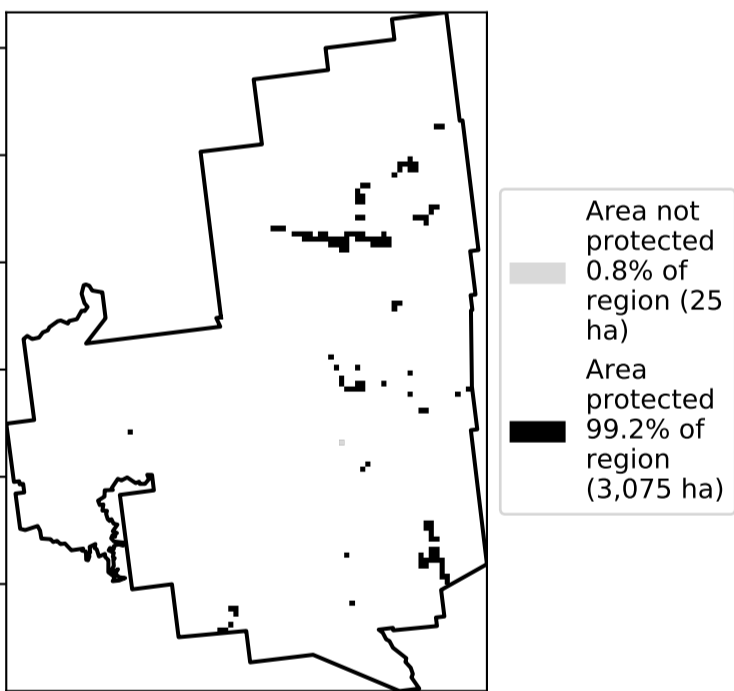 Area not
protected
0.8% of
region (25
ha)
Area
protected
99.2% of
region
(3,075 ha)